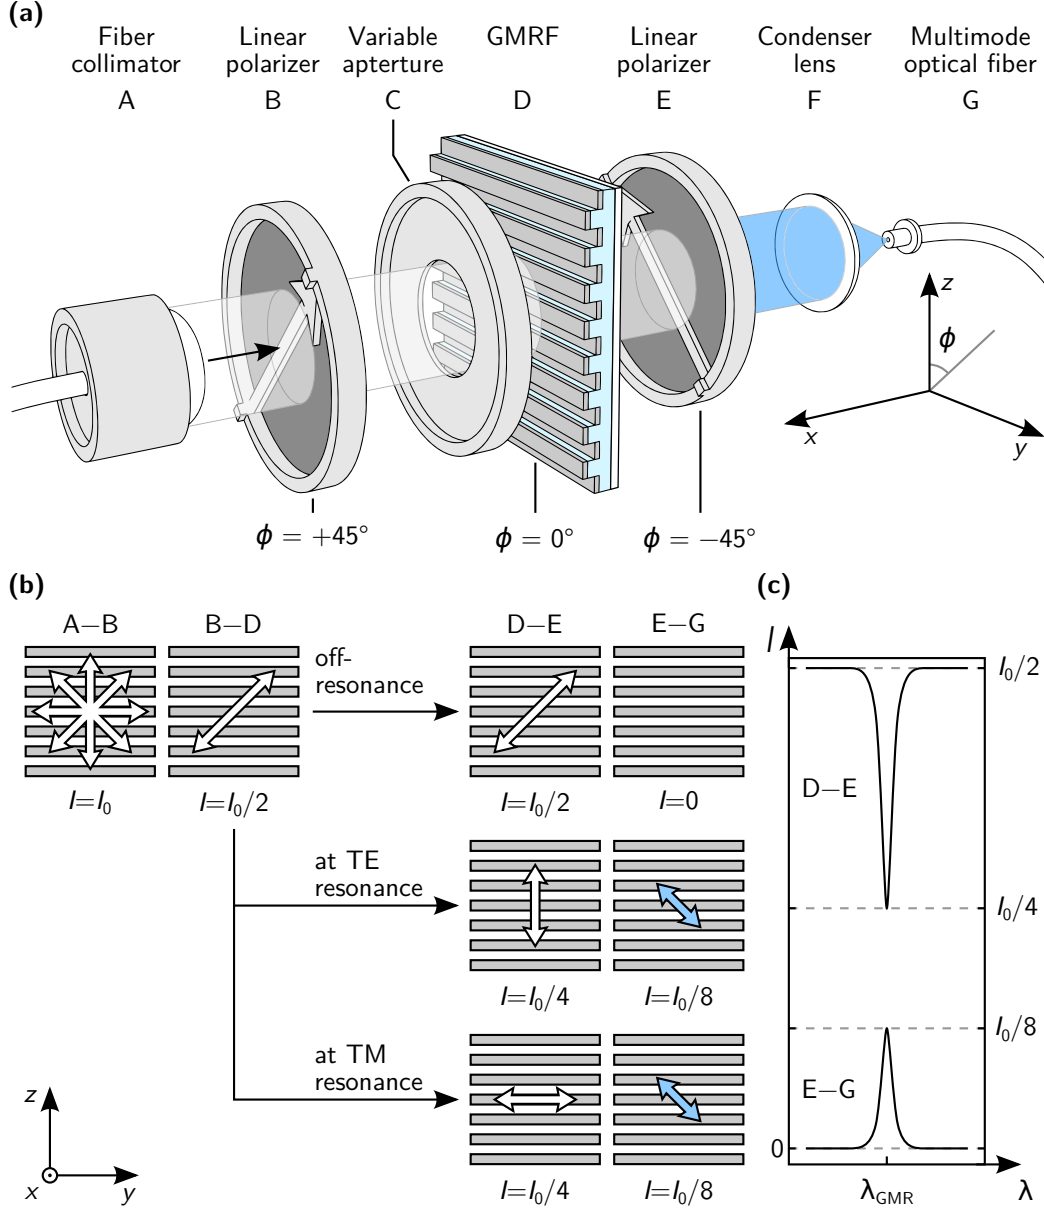 (a)
Fiber collimator
A
Linear polarizer
B
Variable apterture
C
GMRF
D
Linear polarizer
E
Condenser lens
F
Multimode optical fiber
G
z
ϕ
x
y
ϕ = +45°
ϕ = 0°
ϕ = −45°
(b)
A–B
B–D
off-resonance
D–E
E–G
I=I₀
I=I₀/2
I=I₀/2
I=0
at TE resonance
I=I₀/4
I=I₀/8
at TM resonance
I=I₀/4
I=I₀/8
z
x
y
(c)
I
I₀/2
D–E
I₀/4
I₀/8
E–G
0
λGMR
λ